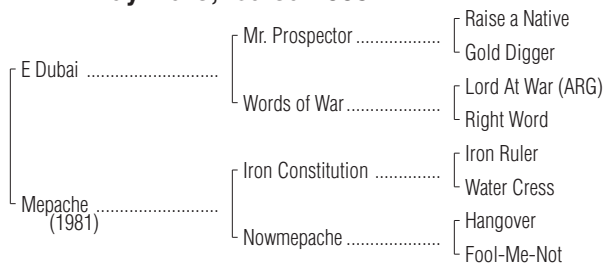 Raise a Native
Mr. Prospector ...................
Gold Digger
E Dubai .............................
Lord At War (ARG)
Words of War.....................
Right Word
Iron Ruler
Iron Constitution ..............
Water Cress
Mepache ...........................
(1981)
Hangover
Nowmepache .................
Fool-Me-Not